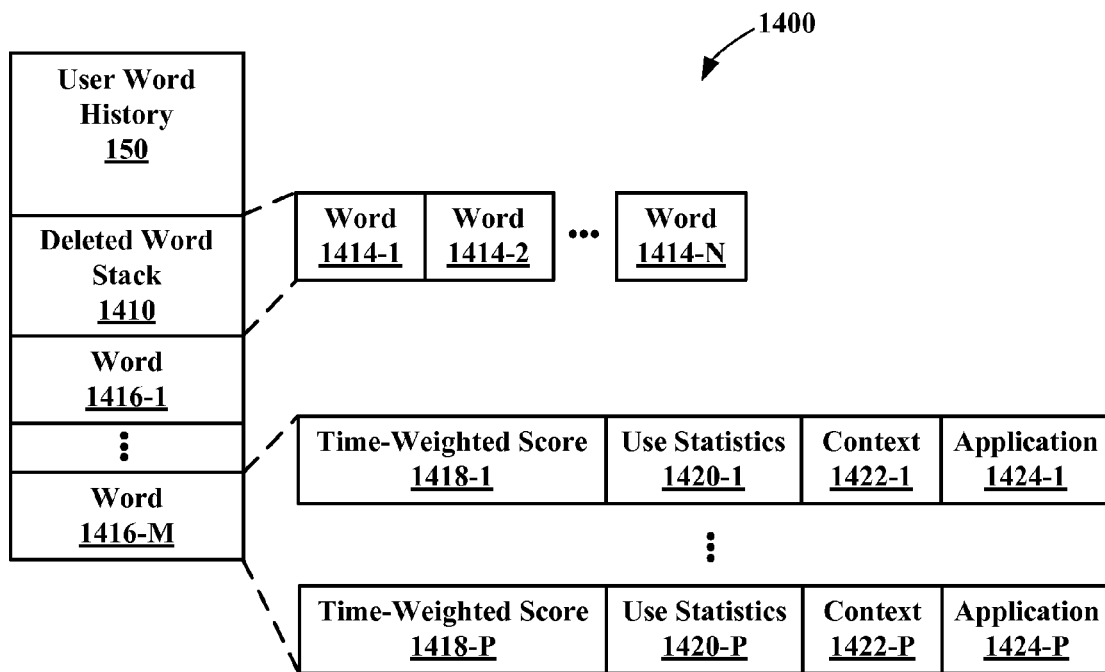 1400
User Word
History
150
Deleted Word
Stack
1410
Word
1414-1
Word
1414-2
Word
1414-N
Word
1416-1
Word
1416-M
Time-Weighted Score
1418-1
Use Statistics
1420-1
Context
1422-1
Application
1424-1
Time-Weighted Score
1418-P
Use Statistics
1420-P
Context
1422-P
Application
1424-P